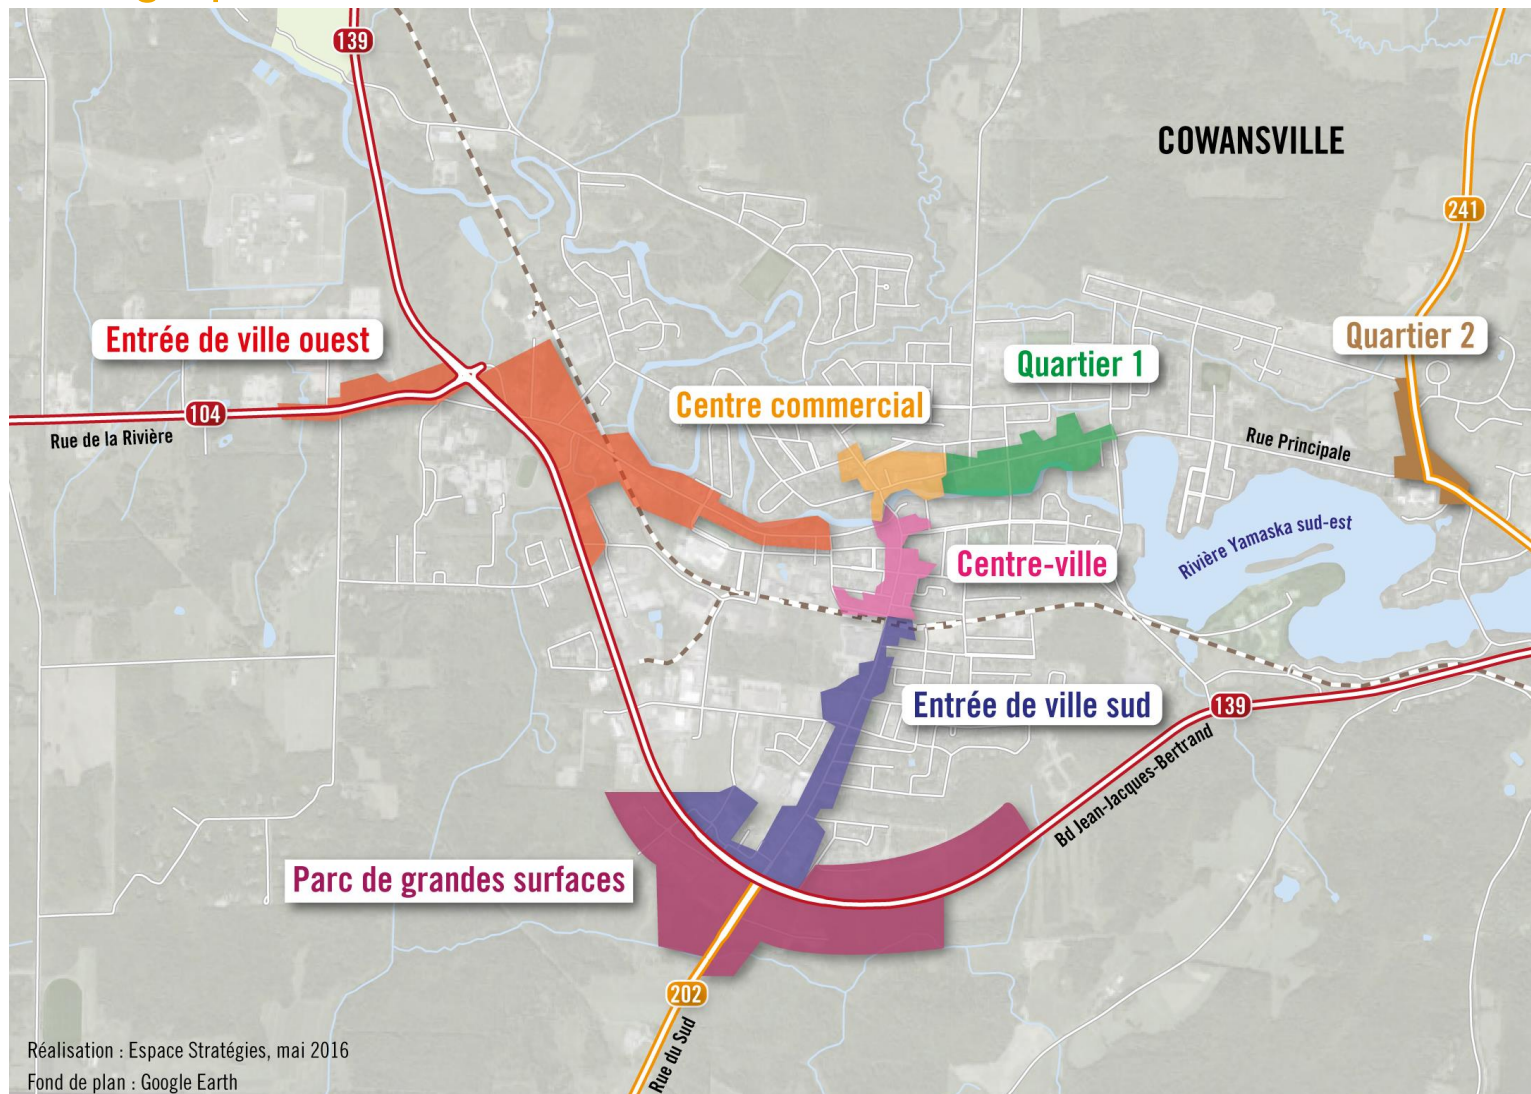 139
COWANSVILLE
241
Entrée de ville ouest
Quartier 2
Quartier 1
Centre commercial
104
Rue de la Rivière
Rue Principale
Rivière Yamaska sud-est
Centre-ville
Entrée de ville sud
139
Bd Jean-Jacques-Bertrand
Parc de grandes surfaces
202
Rue du Sud
Réalisation : Espace Stratégies, mai 2016
Fond de plan : Google Earth